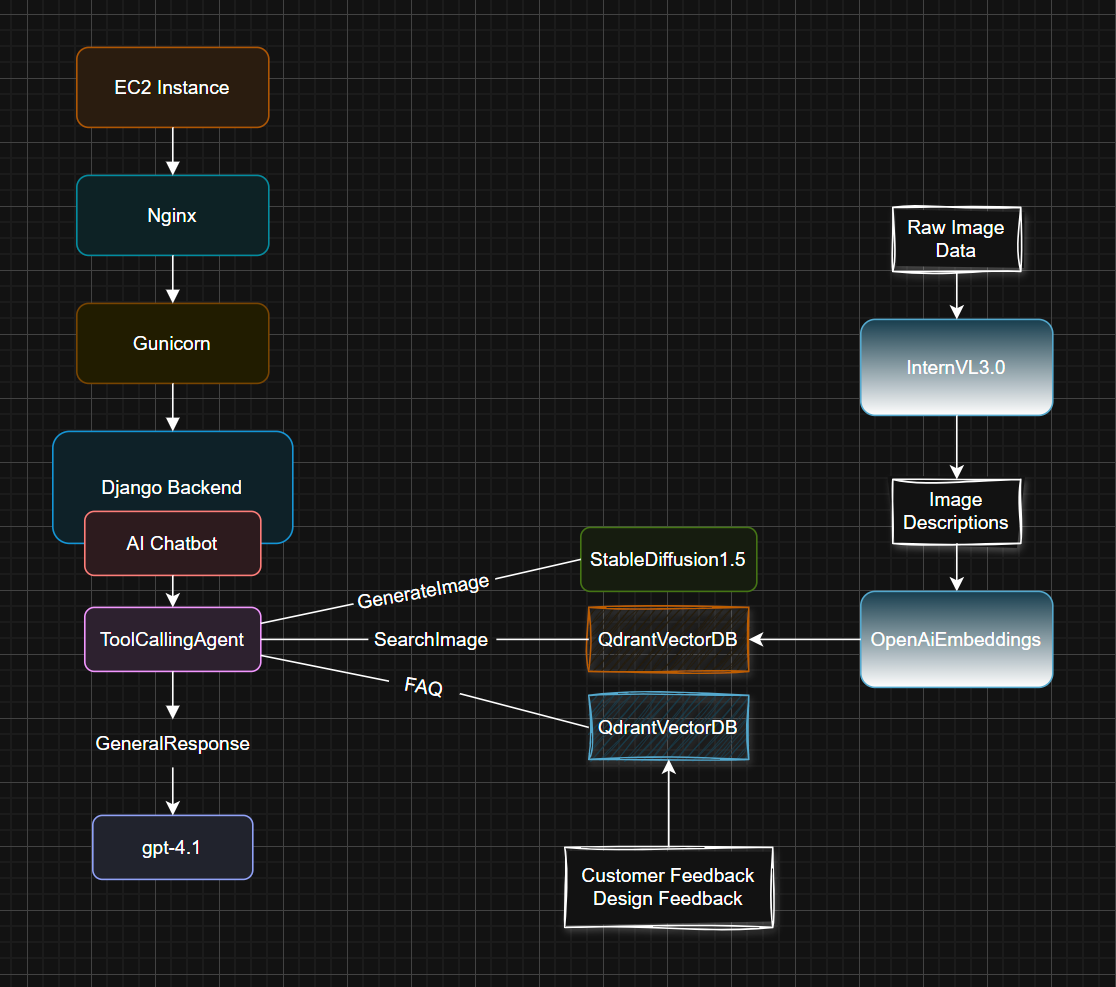 EC2 Instance
Nginx
Gunicorn
Django Backend
AI Chatbot
ToolCallingAgent
GeneralResponse
gpt-4.1
GenerateImage
SearchImage
FAQ
StableDiffusion1.5
QdrantVectorDB
QdrantVectorDB
Customer Feedback
Design Feedback
Raw Image
Data
InternVL3.0
Image
Descriptions
OpenAiEmbeddings